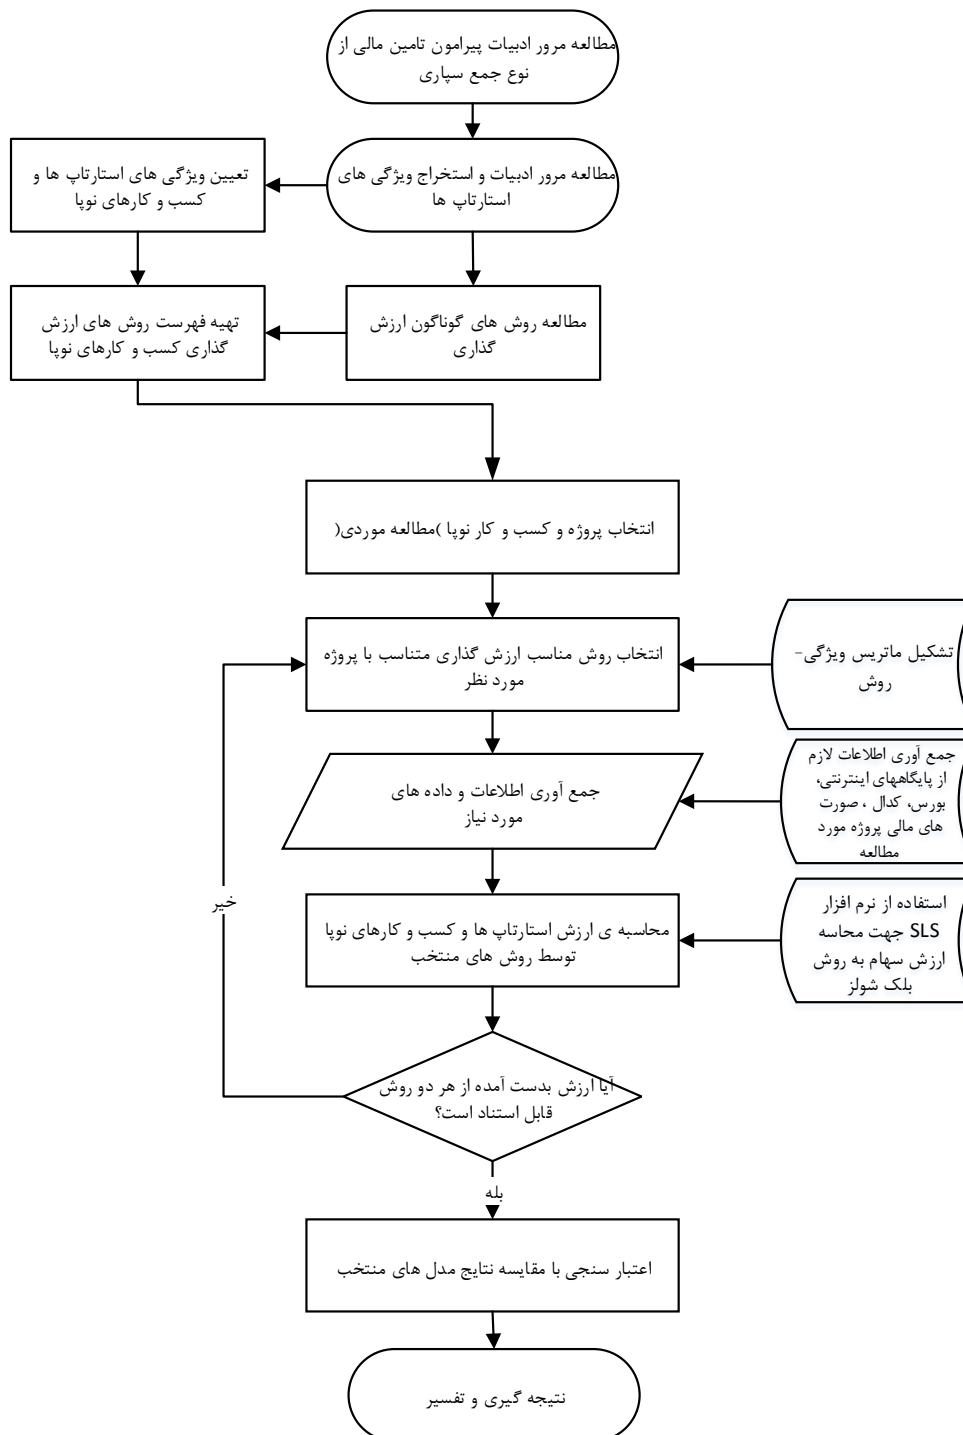 مطالعه مرور ادبیات پیرامون تامین مالی از
نوع جمع سپاری
مطالعه مرور ادبیات و استخراج ویژگی های
استارتاپ ها
تعیین ویژگی های استارتاپ ها و
کسب و کارهای نوپا
مطالعه روش های گوناگون ارزش
گذاری
تهیه فهرست روش های ارزش
گذاری کسب و کارهای نوپا
انتخاب پروژه و کسب و کار نوپا )مطالعه موردی(
انتخاب روش مناسب ارزش گذاری متناسب با پروژه
مورد نظر
تشکیل ماتریس ویژگی-
روش
جمع آوری اطلاعات و داده های
مورد نیاز
جمع آوری اطلاعات لازم
از پایگاههای اینترنتی،
بورس، کدال ، صورت
های مالی پروژه مورد
مطالعه
محاسبه ی ارزش استارتاپ ها و کسب و کارهای نوپا
توسط روش های منتخب
استفاده از نرم افزار
SLS جهت محاسه
ارزش سهام به روش
بلک شولز
خیر
آیا ارزش بدست آمده از هر دو روش
قابل استناد است؟
بله
اعتبار سنجی با مقایسه نتایج مدل های منتخب
نتیجه گیری و تفسیر